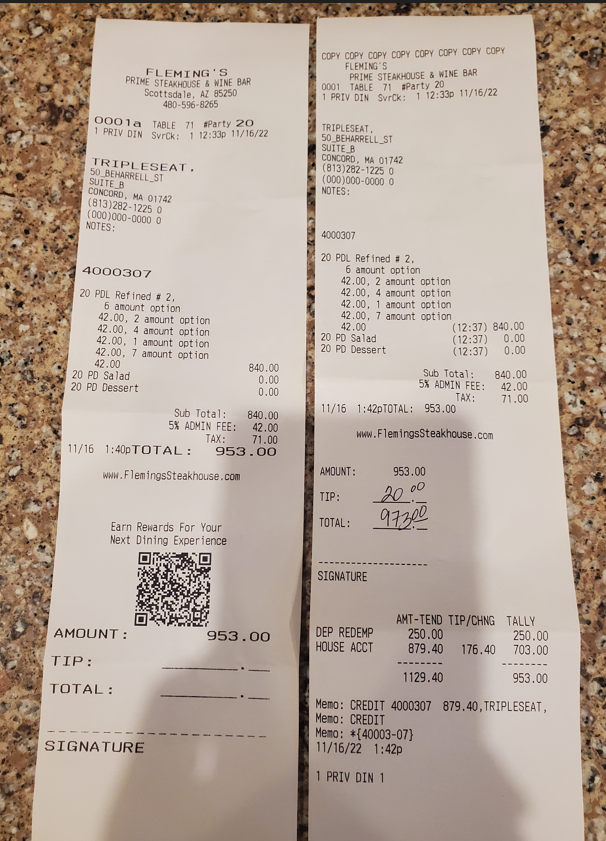 FLEMING'S
PRIME STEAKHOUSE & WINE BAR
Scottsdale, AZ 85250
480-596-8265
0001a TABLE 71 #Party 20
1 PRIV DIN SvrCk: 1 12:33p 11/16/22
TRIPLESEAT,
50_BEHARRELL_ST
SUITE_B
CONCORD, MA 01742
(813)282-1225 0
(000)000-0000 0
NOTES:
4000307
20 PDL Refined # 2,
6 amount option
42.00, 2 amount option
42.00, 4 amount option
42.00, 1 amount option
42.00, 7 amount option
42.00 840.00
20 PD Salad 0.00
20 PD Dessert 0.00
Sub Total: 840.00
5% ADMIN FEE: 42.00
TAX: 71.00
11/16 1:40pTOTAL: 953.00
www.FlemingsSteakhouse.com
Earn Rewards For Your
Next Dining Experience
AMOUNT: 953.00
TIP:
TOTAL:
SIGNATURE
COPY COPY COPY COPY COPY COPY COPY COPY
FLEMING'S
PRIME STEAKHOUSE & WINE BAR
0001 TABLE 71 #Party 20
1 PRIV DIN SvrCk: 1 12:33p 11/16/22
TRIPLESEAT,
50_BEHARRELL_ST
SUITE_B
CONCORD, MA 01742
(813)282-1225 0
(000)000-0000 0
NOTES:
4000307
20 PDL Refined # 2,
6 amount option
42.00, 2 amount option
42.00, 4 amount option
42.00, 1 amount option
42.00, 7 amount option
42.00 (12:37) 840.00
20 PD Salad (12:37) 0.00
20 PD Dessert (12:37) 0.00
Sub Total: 840.00
5% ADMIN FEE: 42.00
TAX: 71.00
11/16 1:42pTOTAL: 953.00
www.FlemingsSteakhouse.com
AMOUNT: 953.00
TIP: 20.00
TOTAL: 973.00
SIGNATURE
AMT-TEND TIP/CHNG TALLY
DEP REDEMP 250.00 250.00
HOUSE ACCT 879.40 176.40 703.00
1129.40 953.00
Memo: CREDIT 4000307 879.40,TRIPLESEAT,
Memo: CREDIT
Memo: *{40003-07}
11/16/22 1:42p
1 PRIV DIN 1